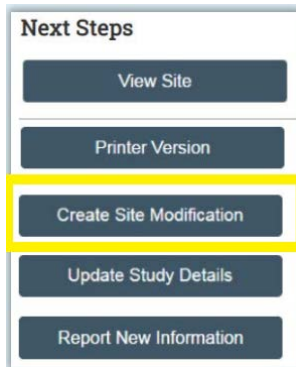 Next Steps
View Site
Printer Version
Create Site Modification
Update Study Details
Report New Information